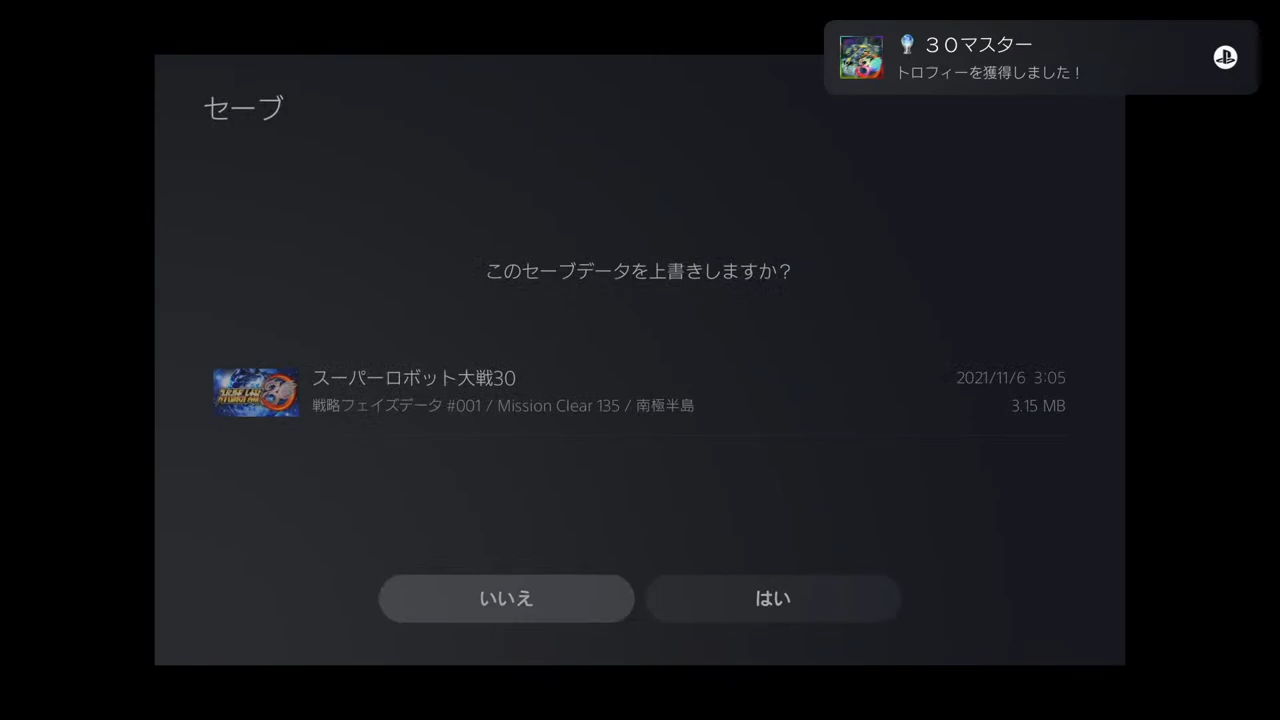 ３０マスター
トロフィーを獲得しました！
セーブ
このセーブデータを上書きしますか？
スーパーロボット大戦30
2021/11/6 3:05
戦略フェイズデータ #001 / Mission Clear 135 / 南極半島
3.15 MB
いいえ
はい